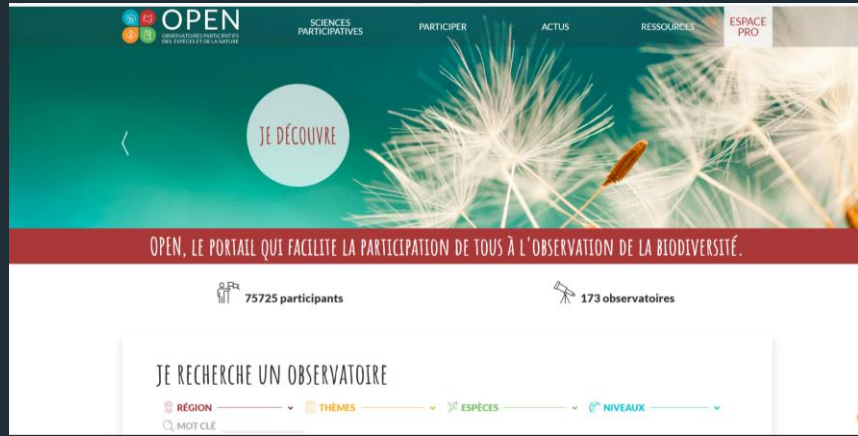 OPEN
OBSERVATOIRES PARTICIPATIFS
DES ESPÈCES ET DE LA NATURE
SCIENCES
PARTICIPATIVES
PARTICIPER
ACTUS
RESSOURCES
ESPACE
PRO
JE DÉCOUVRE
OPEN, LE PORTAIL QUI FACILITE LA PARTICIPATION DE TOUS À L'OBSERVATION DE LA BIODIVERSITÉ.
75725 participants
173 observatoires
JE RECHERCHE UN OBSERVATOIRE
RÉGION
THÈMES
ESPÈCES
NIVEAUX
MOT CLÉ